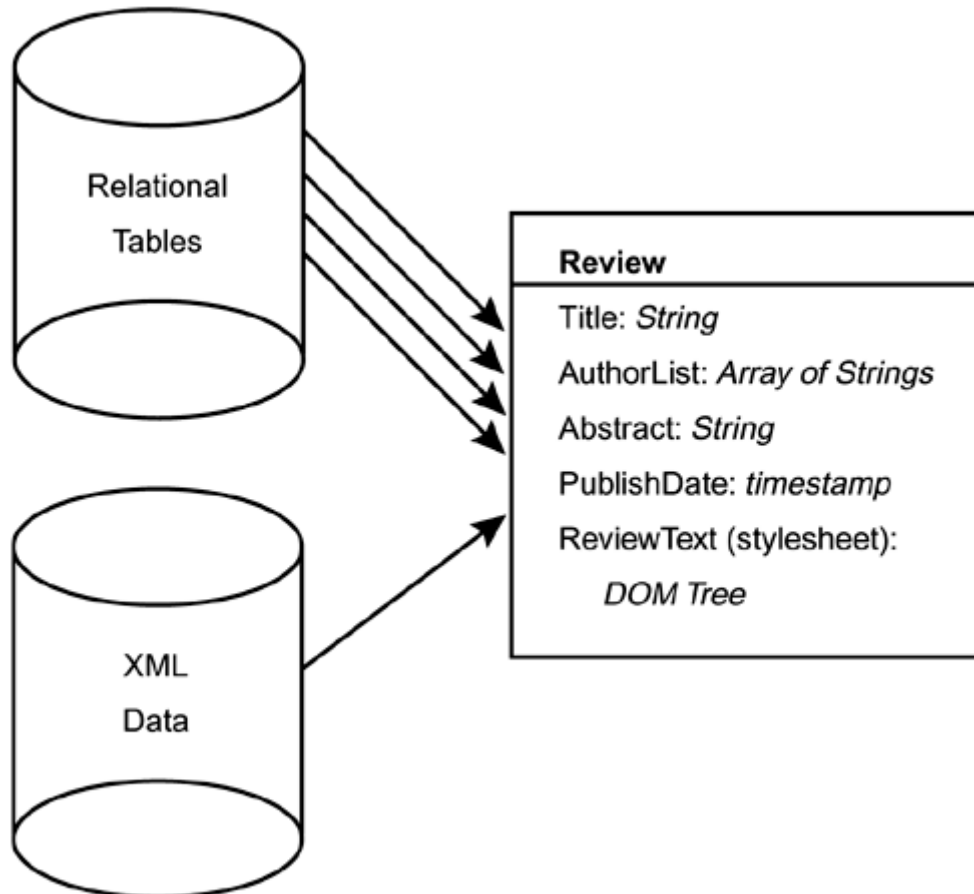 Relational
Tables
Review
Title: String
AuthorList: Array of Strings
Abstract: String
PublishDate: timestamp
ReviewText (stylesheet):
DOM Tree
XML
Data